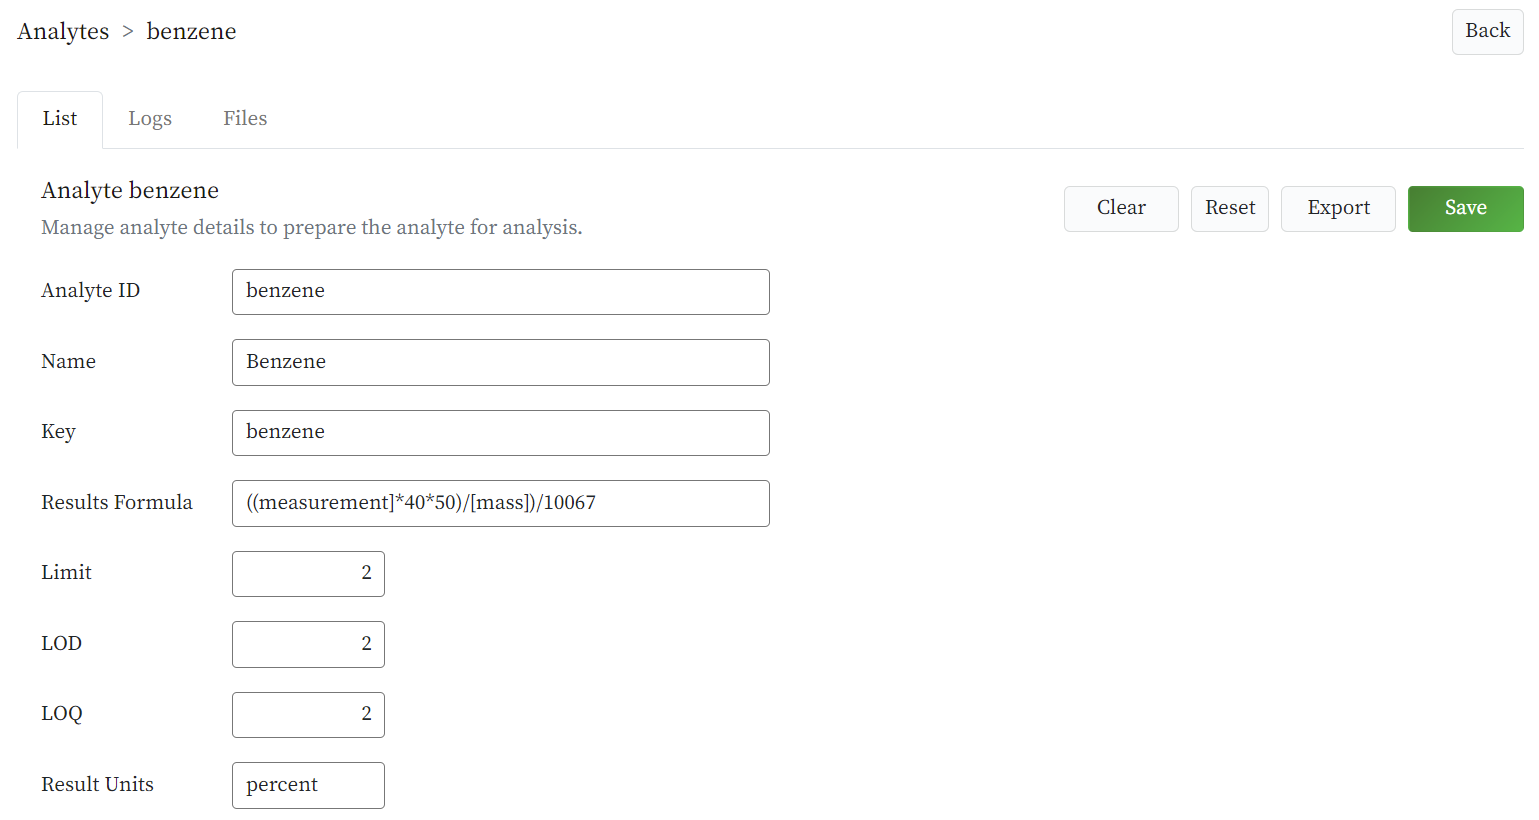 Analytes > benzene
Back
List Logs Files
Analyte benzene
Manage analyte details to prepare the analyte for analysis.
Clear Reset Export Save
Analyte ID benzene
Name Benzene
Key benzene
Results Formula ((measurement]*40*50)/[mass])/10067
Limit 2
LOD 2
LOQ 2
Result Units percent